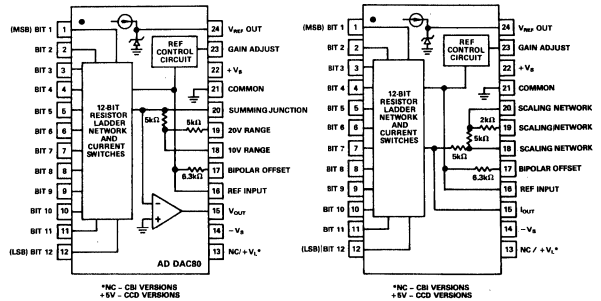 (MSB) BIT 1
1
BIT 2
2
BIT 3
3
BIT 4
4
BIT 5
5
BIT 6
6
BIT 7
7
BIT 8
8
BIT 9
9
BIT 10
10
BIT 11
11
(LSB) BIT 12
12
12-BIT
RESISTOR
LADDER
NETWORK
AND
CURRENT
SWITCHES
REF
CONTROL
CIRCUIT
5kΩ
5kΩ
6.3kΩ
24
VREF OUT
23
GAIN ADJUST
22
+VS
21
COMMON
20
SUMMING JUNCTION
19
20V RANGE
18
10V RANGE
17
BIPOLAR OFFSET
16
REF INPUT
15
VOUT
14
-VS
13
NC/+VL*
AD DAC80
*NC – CBI VERSIONS
+5V – CCD VERSIONS
(MSB) BIT 1
1
BIT 2
2
BIT 3
3
BIT 4
4
BIT 5
5
BIT 6
6
BIT 7
7
BIT 8
8
BIT 9
9
BIT 10
10
BIT 11
11
(LSB) BIT 12
12
12-BIT
RESISTOR
LADDER
NETWORK
AND
CURRENT
SWITCHES
REF
CONTROL
CIRCUIT
2kΩ
5kΩ
5kΩ
6.3kΩ
24
VREF OUT
23
GAIN ADJUST
22
+VS
21
COMMON
20
SCALING NETWORK
19
SCALING NETWORK
18
SCALING NETWORK
17
BIPOLAR OFFSET
16
REF INPUT
15
IOUT
14
-VS
13
NC/+VL*
*NC – CBI VERSIONS
+5V – CCD VERSIONS